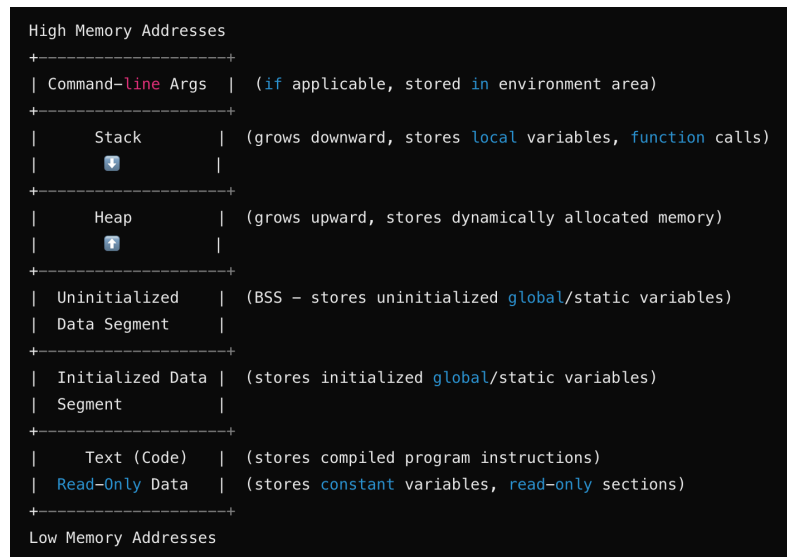 High Memory Addresses
+--------------------+
| Command-line Args  |  (if applicable, stored in environment area)
+--------------------+
|      Stack        |  (grows downward, stores local variables, function calls)
|       ⬇️          |
+--------------------+
|      Heap         |  (grows upward, stores dynamically allocated memory)
|       ⬆️          |
+--------------------+
|  Uninitialized    |  (BSS – stores uninitialized global/static variables)
|  Data Segment     |
+--------------------+
|  Initialized Data |  (stores initialized global/static variables)
|  Segment          |
+--------------------+
|     Text (Code)   |  (stores compiled program instructions)
|  Read-Only Data   |  (stores constant variables, read-only sections)
+--------------------+
Low Memory Addresses